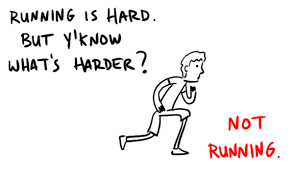 RUNNING IS HARD.
BUT Y'KNOW
WHAT'S HARDER?
NOT
RUNNING.